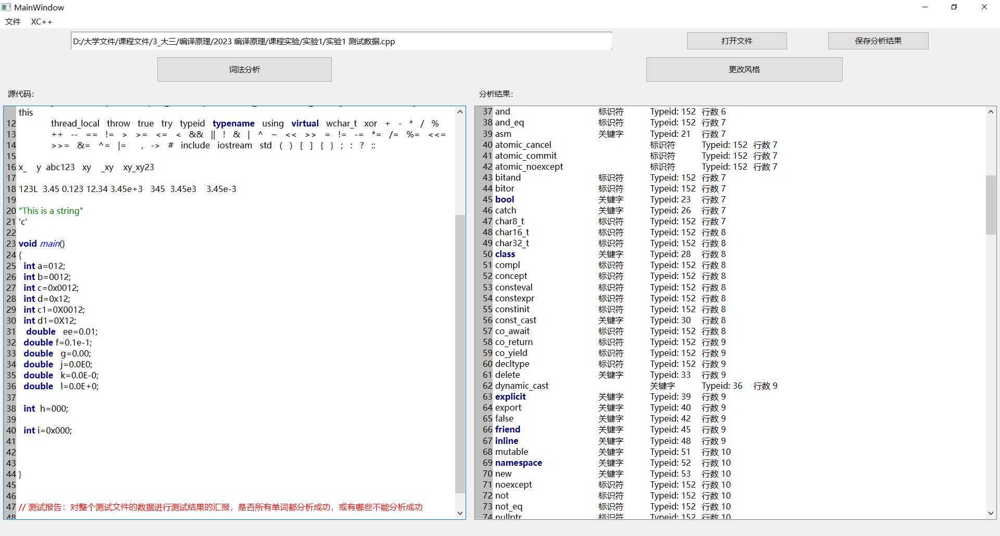 MainWindow
文件 XC++
D:/大学文件/课程文件/3_大三/编译原理/2023 编译原理/课程实验/实验1/实验1 测试数据.cpp
打开文件
保存分析结果
词法分析
更改风格
源代码：
this
12 thread_local throw true try typeid typename using virtual wchar_t xor + - * / %
13 ++ -- == != > >= <= < && || ! & | ^ ~ << >> = != -= *= /= %= <<=
14 >>= &= ^= |= , -> # include iostream std ( ) [ ] { } ; : ? ::
15
16 x_ y abc123 xy _xy xy_xy23
17
18 123L 3.45 0.123 12.34 3.45e+3 345 3.45e3 3.45e-3
19
20 "This is a string"
21 'c'
22
23 void main()
24 {
25 int a=012;
26 int b=0012;
27 int c=0x0012;
28 int d=0x12;
29 int c1=0X0012;
30 int d1=0X12;
31 double ee=0.01;
32 double f=0.1e-1;
33 double g=0.00;
34 double j=0.0E0;
35 double k=0.0E-0;
36 double l=0.0E+0;
37
38 int h=000;
39
40 int i=0x000;
41
42
43
44 }
45
46
47 // 测试报告：对整个测试文件的数据进行测试结果的汇报，是否所有单词都分析成功，或有哪些不能分析成功
48
分析结果：
37 and 标识符 Typeid: 152 行数 6
38 and_eq 标识符 Typeid: 152 行数 7
39 asm 关键字 Typeid: 21 行数 7
40 atomic_cancel 标识符 Typeid: 152 行数 7
41 atomic_commit 标识符 Typeid: 152 行数 7
42 atomic_noexcept 标识符 Typeid: 152 行数 7
43 bitand 标识符 Typeid: 152 行数 7
44 bitor 标识符 Typeid: 152 行数 7
45 bool 关键字 Typeid: 23 行数 7
46 catch 关键字 Typeid: 26 行数 7
47 char8_t 标识符 Typeid: 152 行数 7
48 char16_t 标识符 Typeid: 152 行数 8
49 char32_t 标识符 Typeid: 152 行数 8
50 class 关键字 Typeid: 28 行数 8
51 compl 标识符 Typeid: 152 行数 8
52 concept 标识符 Typeid: 152 行数 8
53 consteval 标识符 Typeid: 152 行数 8
54 constexpr 标识符 Typeid: 152 行数 8
55 constinit 标识符 Typeid: 152 行数 8
56 const_cast 关键字 Typeid: 30 行数 8
57 co_await 标识符 Typeid: 152 行数 8
58 co_return 标识符 Typeid: 152 行数 9
59 co_yield 标识符 Typeid: 152 行数 9
60 decltype 标识符 Typeid: 152 行数 9
61 delete 关键字 Typeid: 33 行数 9
62 dynamic_cast 关键字 Typeid: 36 行数 9
63 explicit 关键字 Typeid: 39 行数 9
64 export 关键字 Typeid: 40 行数 9
65 false 关键字 Typeid: 42 行数 9
66 friend 关键字 Typeid: 45 行数 9
67 inline 关键字 Typeid: 48 行数 9
68 mutable 关键字 Typeid: 51 行数 10
69 namespace 关键字 Typeid: 52 行数 10
70 new 关键字 Typeid: 53 行数 10
71 noexcept 标识符 Typeid: 152 行数 10
72 not 标识符 Typeid: 152 行数 10
73 not_eq 标识符 Typeid: 152 行数 10
74 nullptr 标识符 Typeid: 152 行数 10